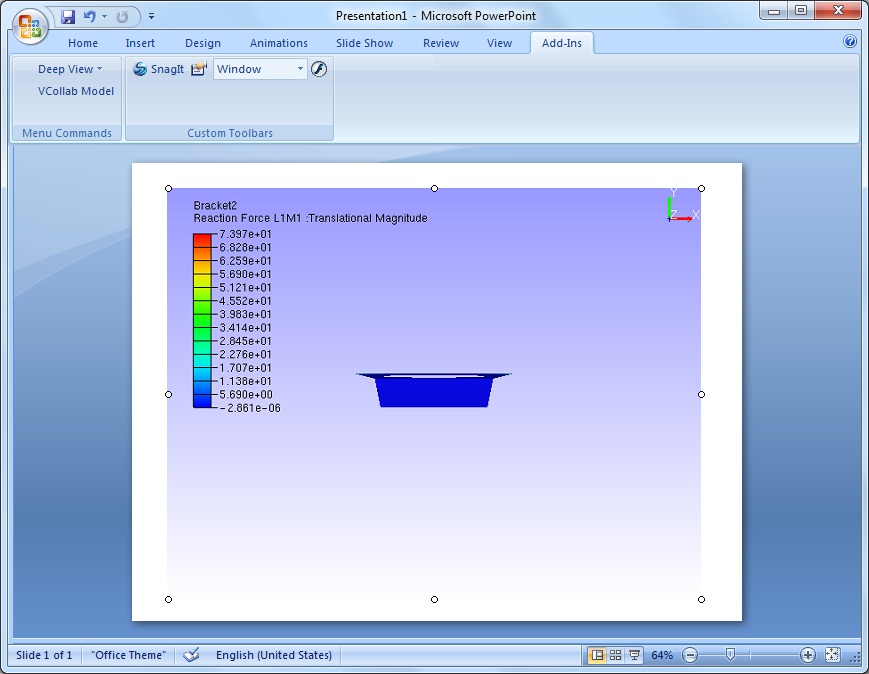 Presentation1 - Microsoft PowerPoint
Home Insert Design Animations Slide Show Review View Add-Ins
Deep View SnagIt Window
VCollab Model
Menu Commands Custom Toolbars
Bracket2
Reaction Force L1M1 :Translational Magnitude
7.397e+01
6.828e+01
6.259e+01
5.690e+01
5.121e+01
4.552e+01
3.983e+01
3.414e+01
2.845e+01
2.276e+01
1.707e+01
1.138e+01
5.690e+00
-2.861e-06
Y
Z X
Slide 1 of 1 "Office Theme" English (United States) 64%